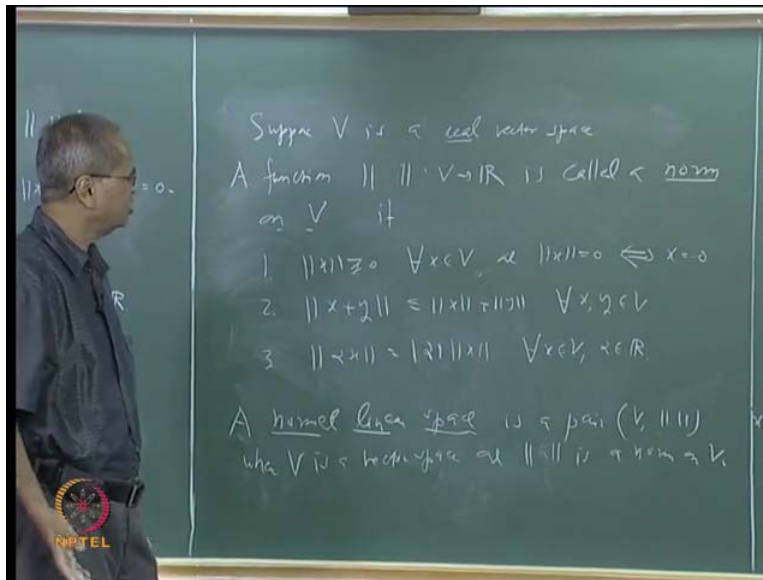 || ||
||x = 0.
R
Suppose V is a real vector space
A function || || : V → ℝ is called a norm
on V if
1. ||x|| ≥ 0 ∀ x ∈ V, and ||x|| = 0 ⟺ x = 0
2. ||x + y|| ≤ ||x|| + ||y|| ∀ x, y ∈ V
3. ||αx|| = |α| ||x|| ∀ x ∈ V, α ∈ ℝ.
A normed linear space is a pair (V, || ||)
where V is a vector space and || || is a norm on V.
NPTEL